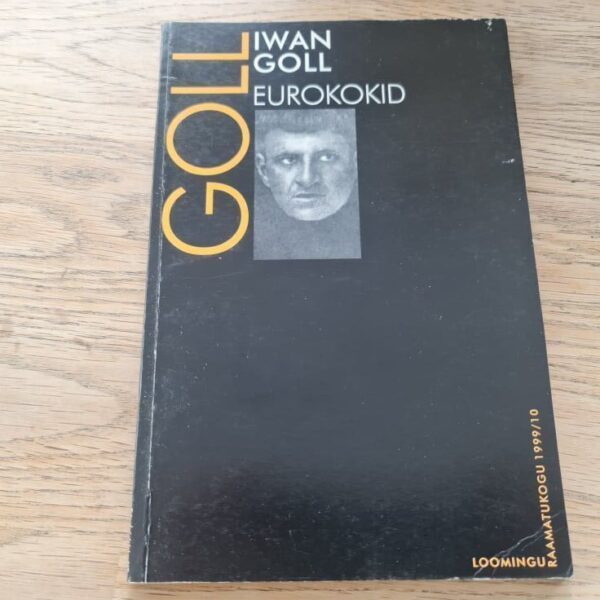 GOLL
IWAN
GOLL
EUROKOKID
LOOMINGU
RAAMATUKOGU 1999/10